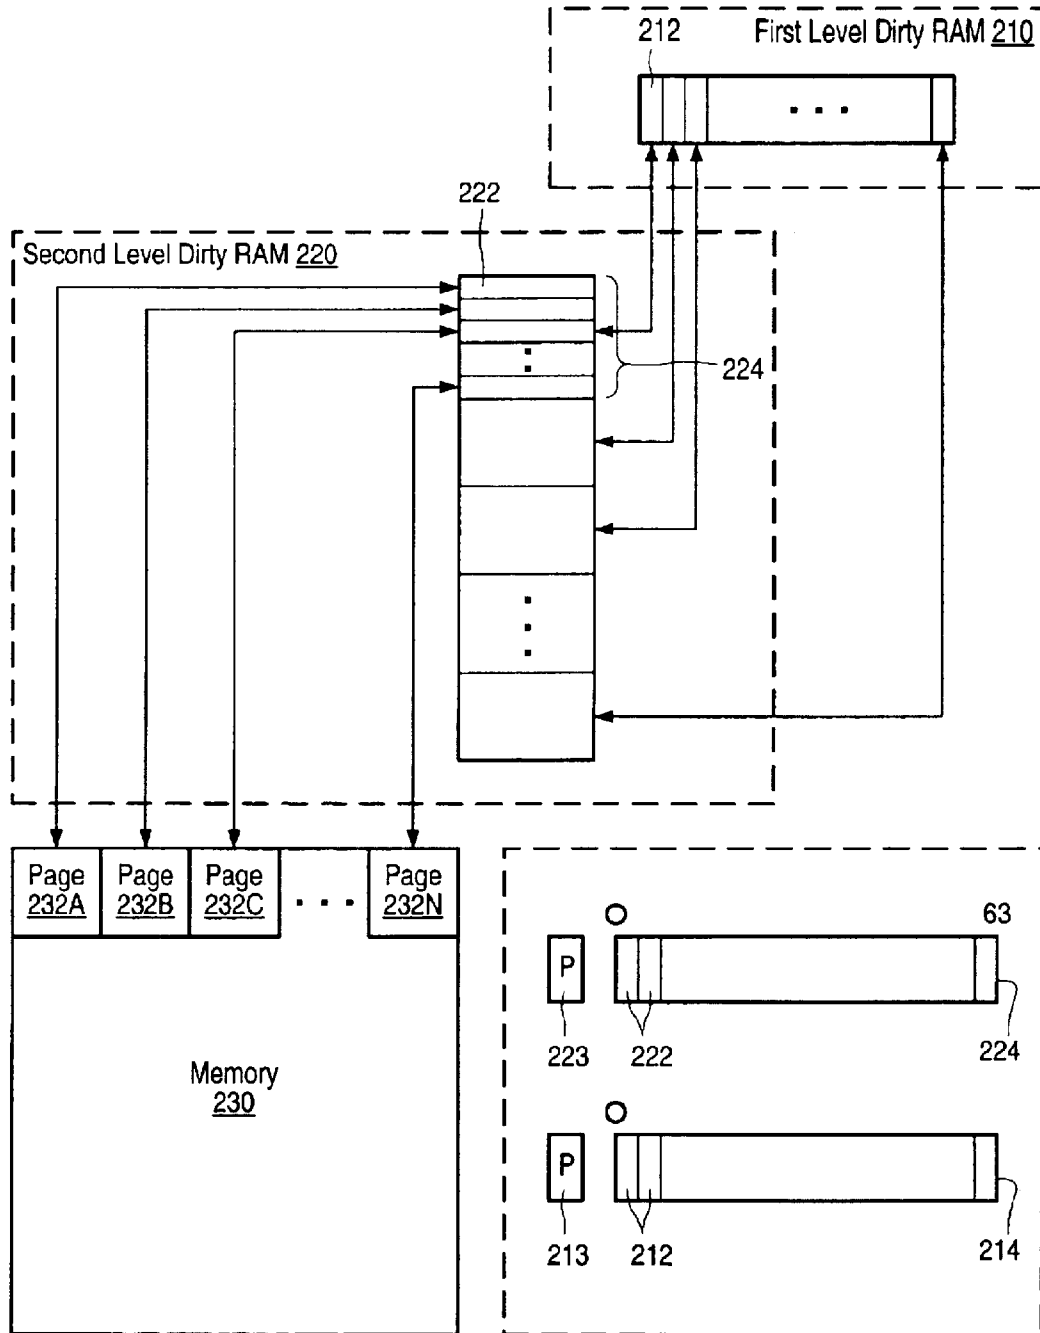 212
First Level Dirty RAM 210
222
Second Level Dirty RAM 220
224
Page
232A
Page
232B
Page
232C
Page
232N
Memory
230
0
63
P
223
222
224
0
P
213
212
214